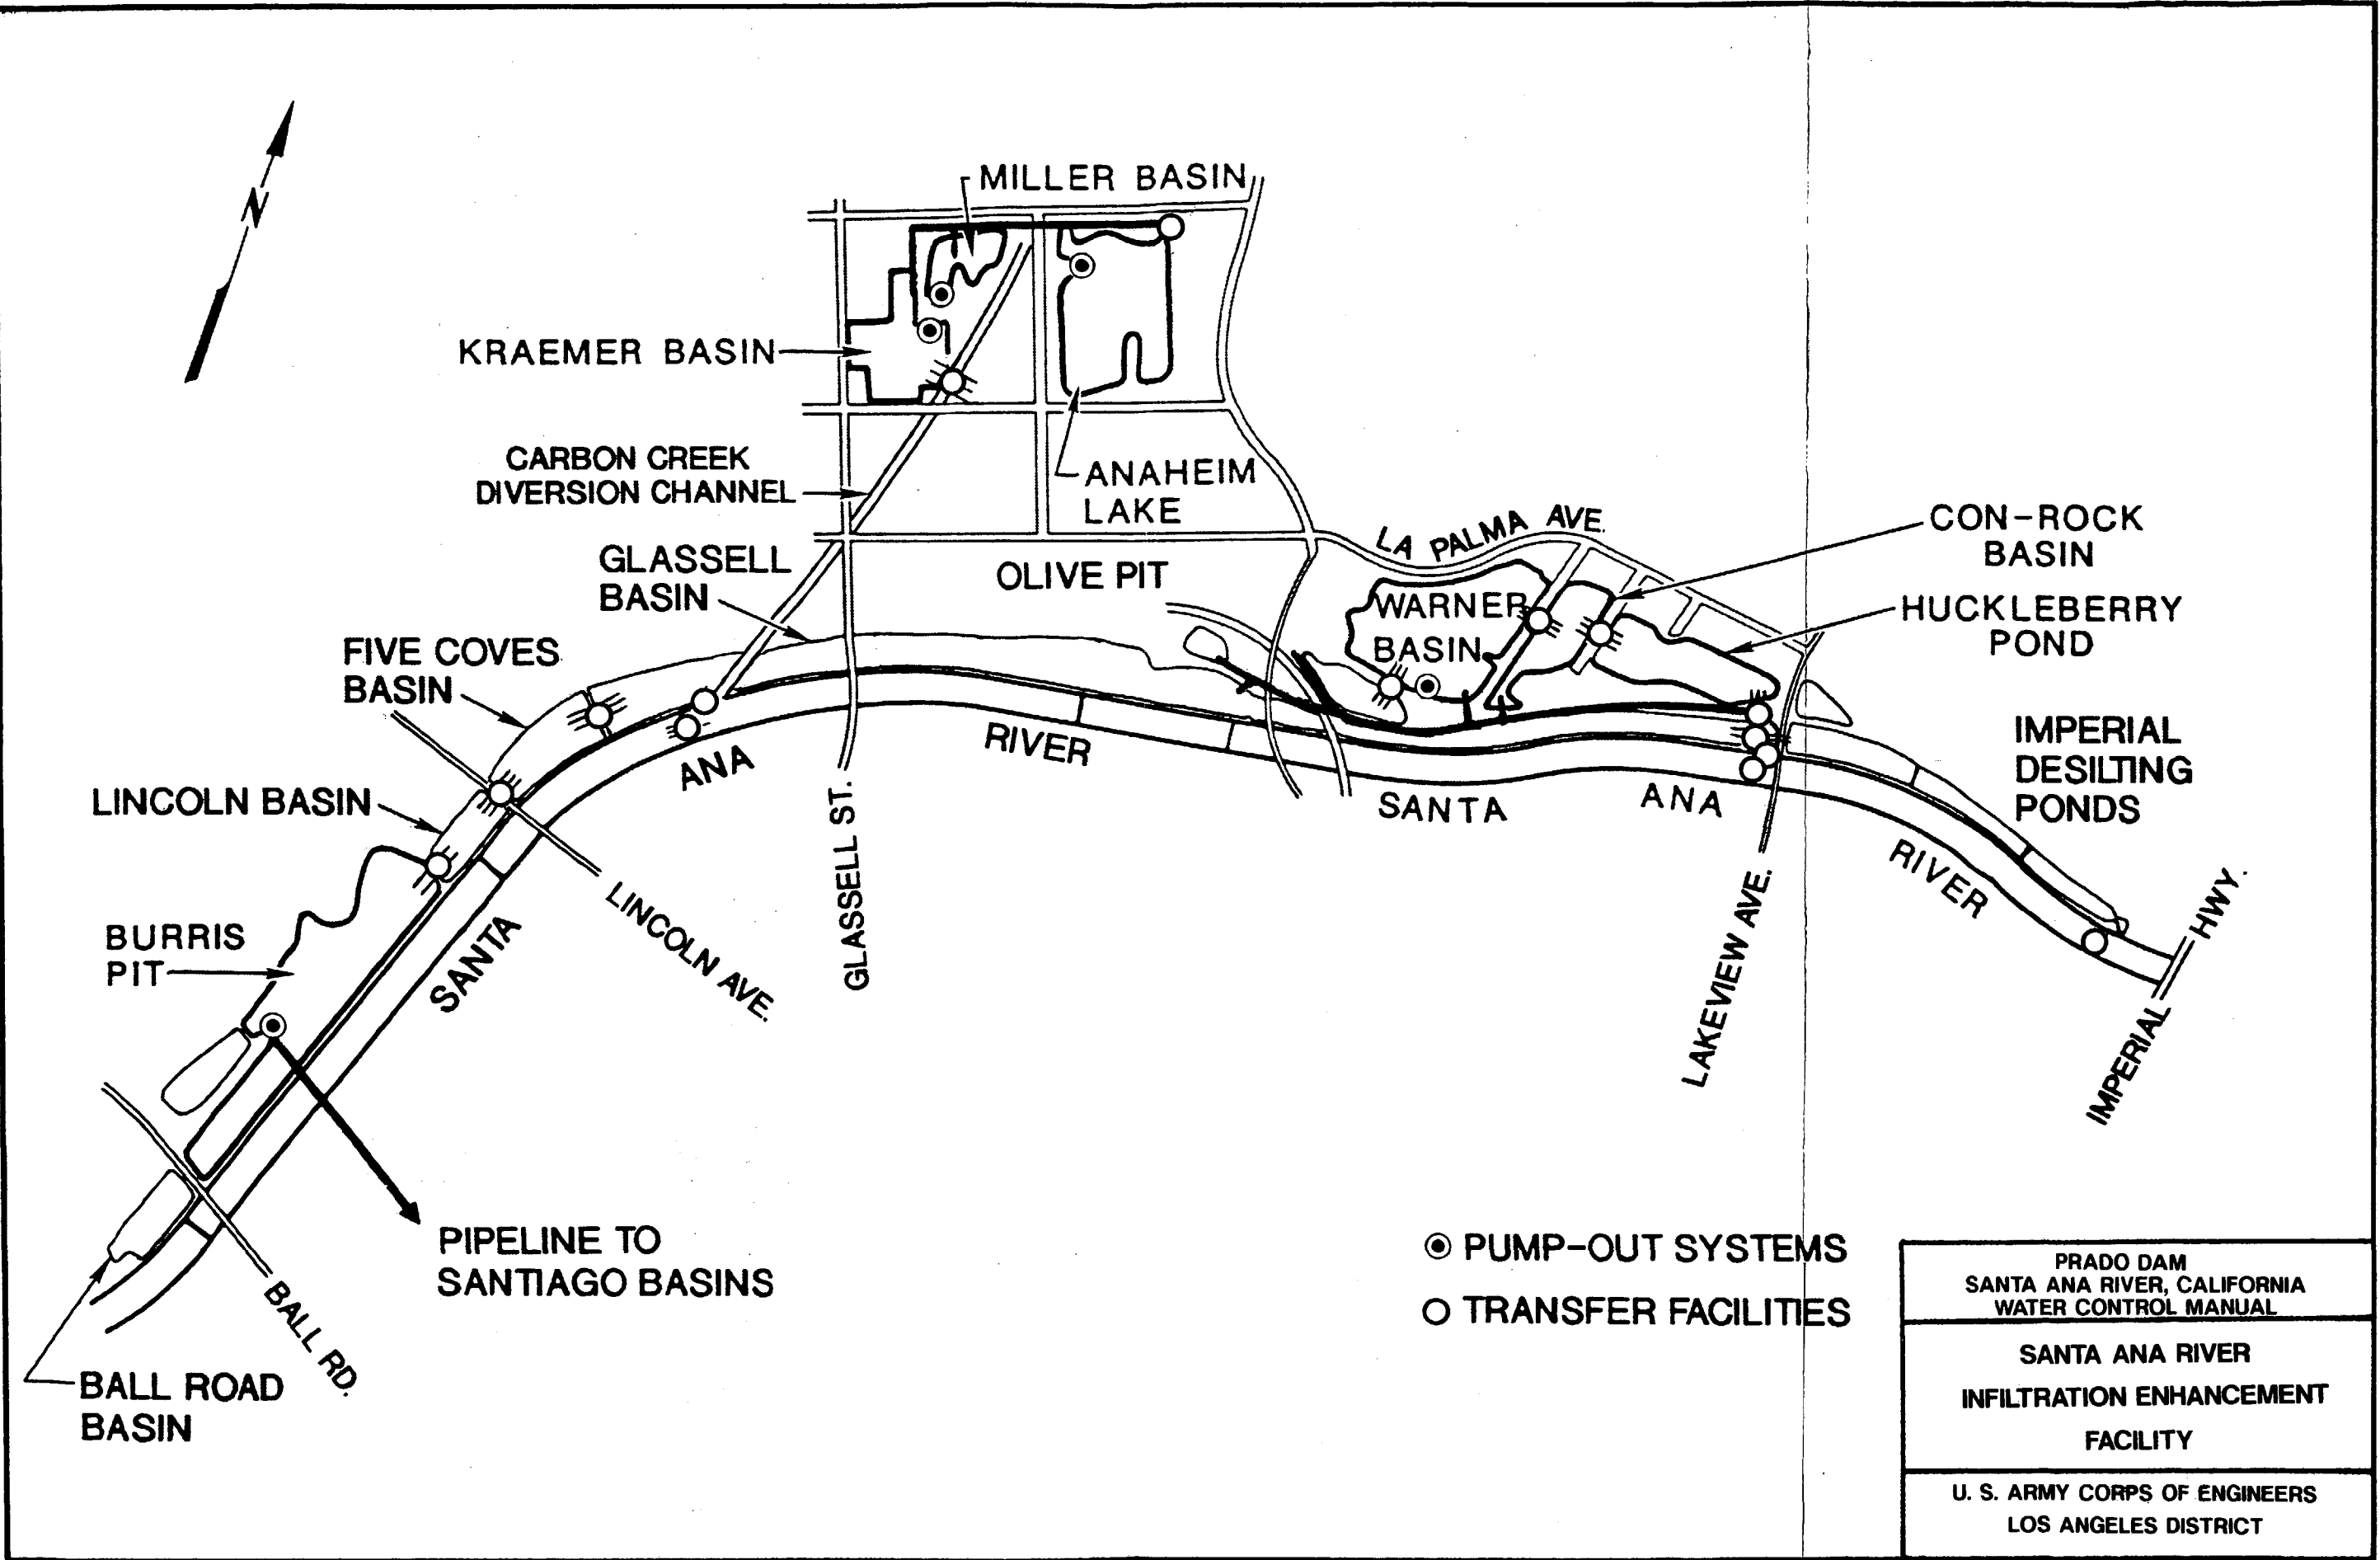 N
MILLER BASIN
KRAEMER BASIN
CARBON CREEK
DIVERSION CHANNEL
ANAHEIM
LAKE
GLASSELL
BASIN
OLIVE PIT
LA PALMA AVE.
CON-ROCK
BASIN
WARNER
BASIN
HUCKLEBERRY
POND
FIVE COVES
BASIN
LINCOLN BASIN
IMPERIAL
DESILTING
PONDS
SANTA ANA RIVER
SANTA ANA RIVER
GLASSELL ST.
LINCOLN AVE.
LAKEVIEW AVE.
IMPERIAL HWY.
BURRIS
PIT
PIPELINE TO
SANTIAGO BASINS
BALL RD.
BALL ROAD
BASIN
PUMP-OUT SYSTEMS
TRANSFER FACILITIES
PRADO DAM
SANTA ANA RIVER, CALIFORNIA
WATER CONTROL MANUAL
SANTA ANA RIVER
INFILTRATION ENHANCEMENT
FACILITY
U. S. ARMY CORPS OF ENGINEERS
LOS ANGELES DISTRICT